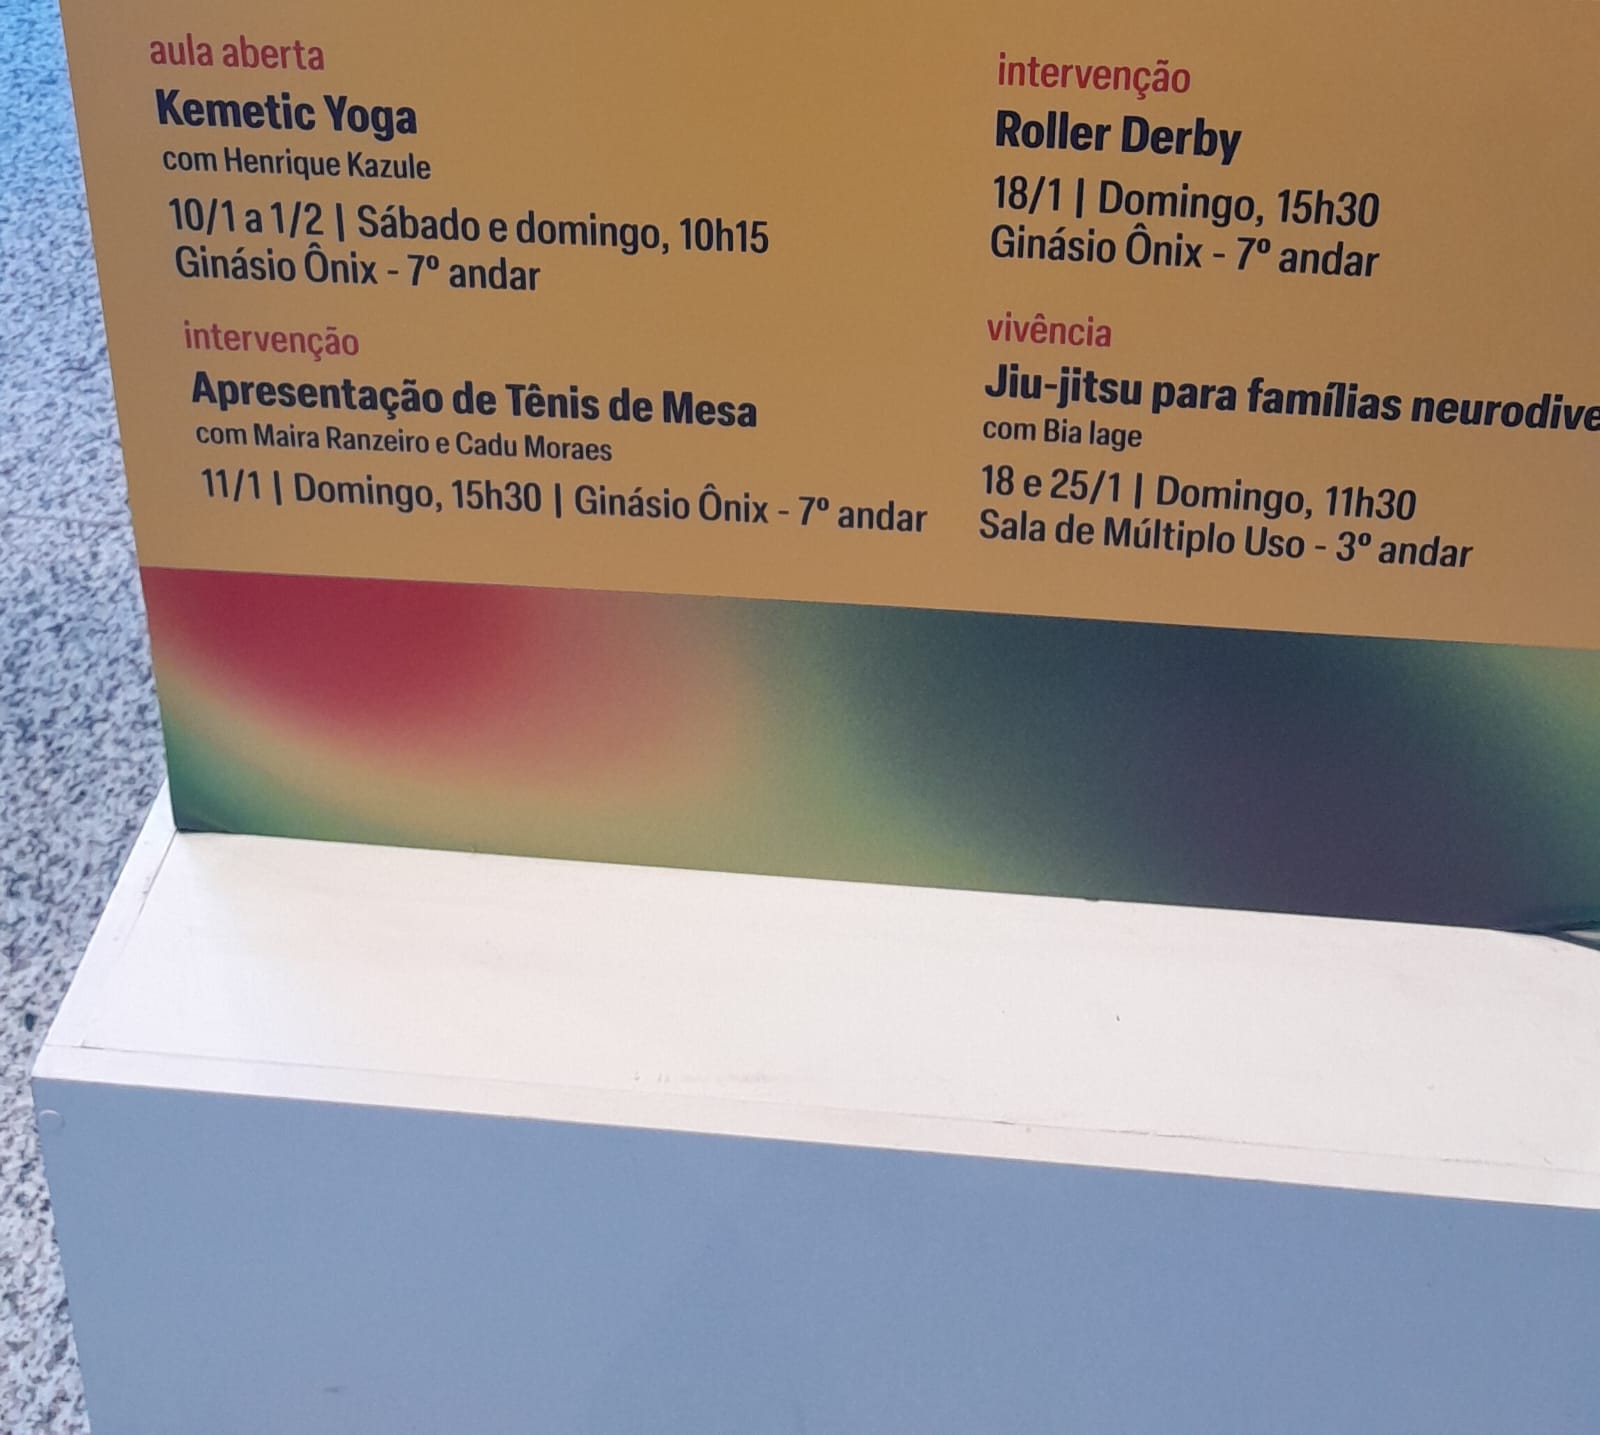 aula aberta
Kemetic Yoga
com Henrique Kazule
10/1 a 1/2 | Sábado e domingo, 10h15
Ginásio Ônix - 7º andar
intervenção
Apresentação de Tênis de Mesa
com Maira Ranzeiro e Cadu Moraes
11/1 | Domingo, 15h30 | Ginásio Ônix - 7º andar
intervenção
Roller Derby
18/1 | Domingo, 15h30
Ginásio Ônix - 7º andar
vivência
Jiu-jitsu para famílias neurodive
com Bia lage
18 e 25/1 | Domingo, 11h30
Sala de Múltiplo Uso - 3º andar